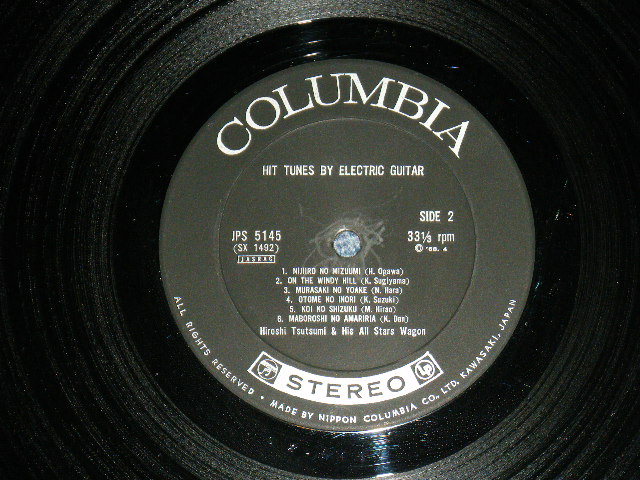 COLUMBIA
HIT TUNES BY ELECTRIC GUITAR
SIDE 2
JPS 5145
(SX 1492)
JASRAC
33⅓ rpm
℗ '68. 4
1. NIJIIRO NO MIZUUMI (H. Ogawa)
2. ON THE WINDY HILL (K. Sugiyama)
3. MURASAKI NO YOAKE (N. Hara)
4. OTOME NO INORI (K. Suzuki)
5. KOI NO SHIZUKU (M. Hirao)
6. MABOROSHI NO AMARIRIA (K. Dan)
Hiroshi Tsutsumi & His All Stars Wagon
STEREO
LP
ALL RIGHTS RESERVED • MADE BY NIPPON COLUMBIA CO., LTD. KAWASAKI, JAPAN